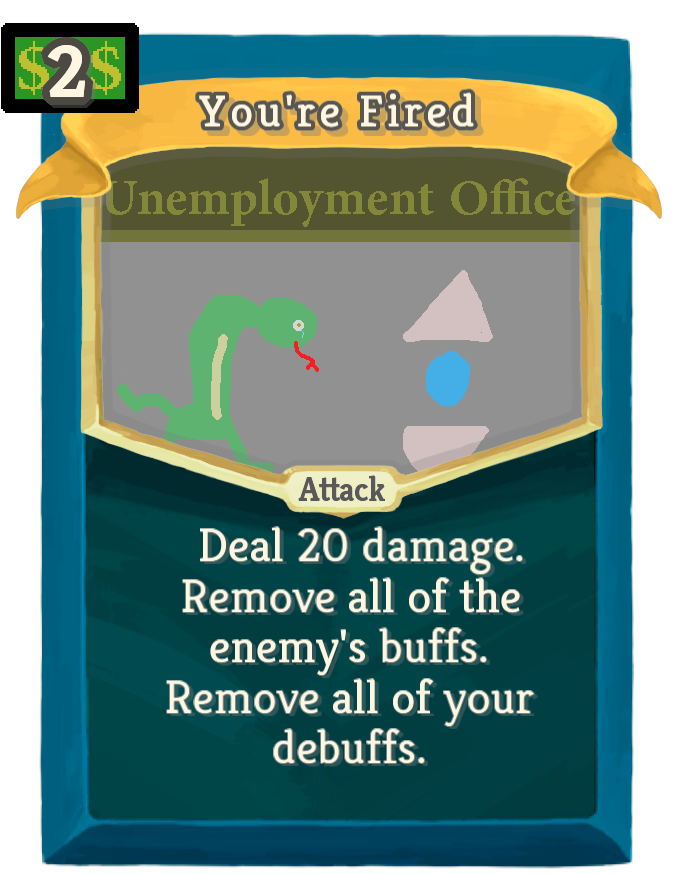 $2$
You're Fired
Unemployment Office
Attack
Deal 20 damage.
Remove all of the
enemy's buffs.
Remove all of your
debuffs.